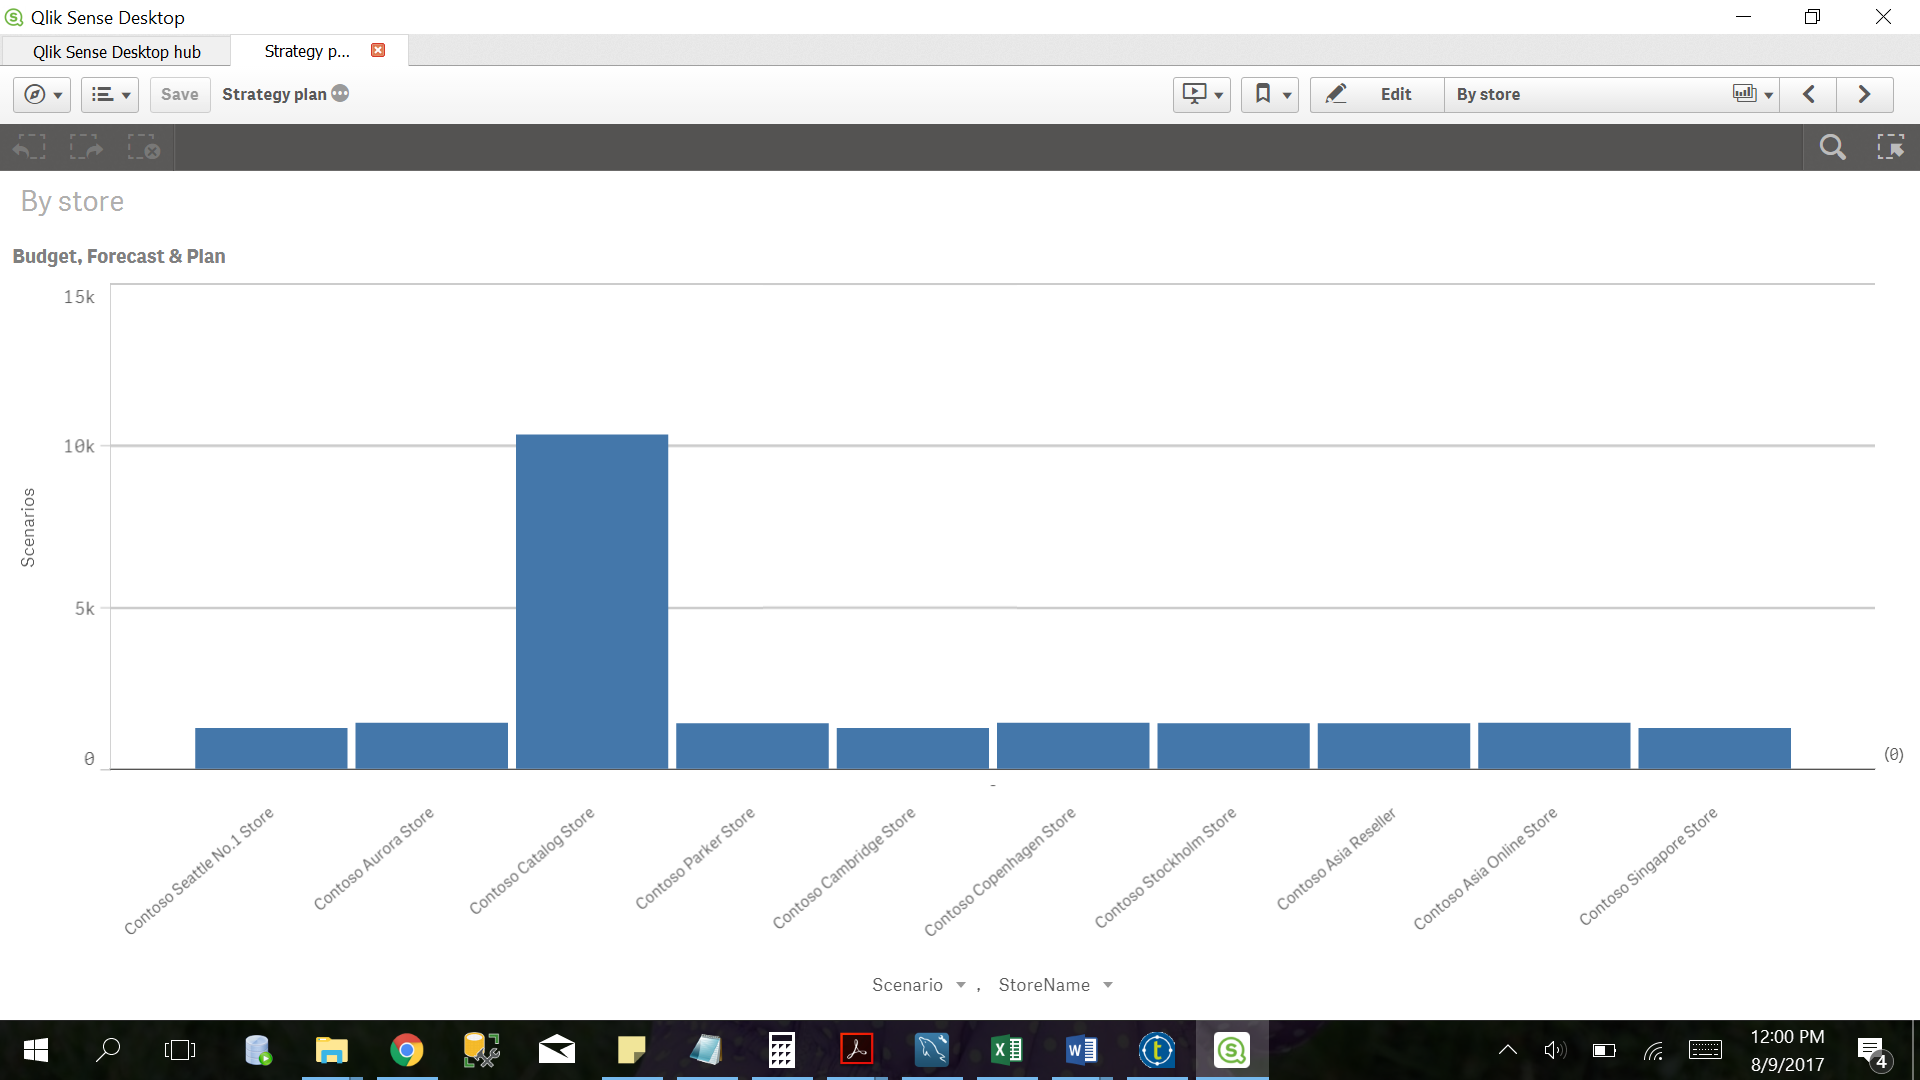 Qlik Sense Desktop
Qlik Sense Desktop hub
Strategy p...
Save
Strategy plan
Edit
By store
By store
Budget, Forecast & Plan
15k
10k
5k
0
Scenarios
(0)
-
Contoso Seattle No.1 Store
Contoso Aurora Store
Contoso Catalog Store
Contoso Parker Store
Contoso Cambridge Store
Contoso Copenhagen Store
Contoso Stockholm Store
Contoso Asia Reseller
Contoso Asia Online Store
Contoso Singapore Store
Scenario , StoreName
12:00 PM
8/9/2017
4